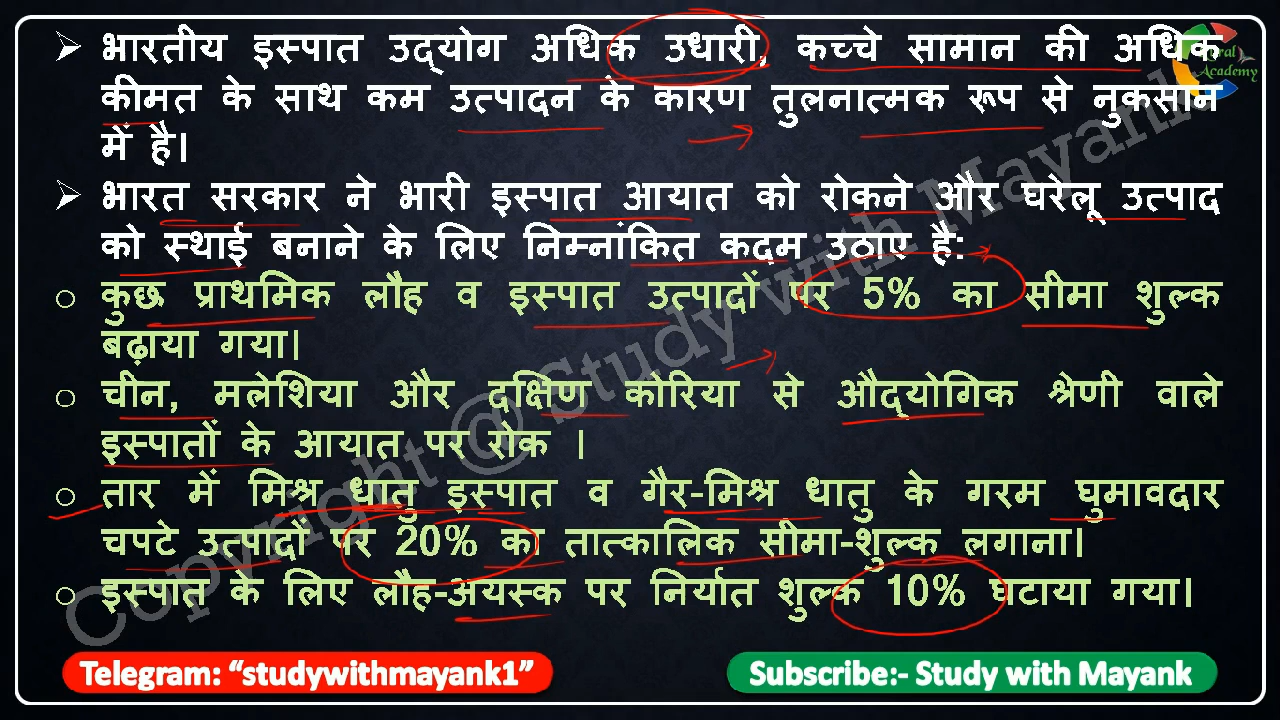 ➢ भारतीय इस्पात उद्योग अधिक उधारी, कच्चे सामान की अधिक
कीमत के साथ कम उत्पादन के कारण तुलनात्मक रूप से नुकसान
में है।
➢ भारत सरकार ने भारी इस्पात आयात को रोकने और घरेलू उत्पाद
को स्थाई बनाने के लिए निम्नांकित कदम उठाए है:
o कुछ प्राथमिक लौह व इस्पात उत्पादों पर 5% का सीमा शुल्क
बढ़ाया गया।
o चीन, मलेशिया और दक्षिण कोरिया से औद्योगिक श्रेणी वाले
इस्पातों के आयात पर रोक ।
o तार में मिश्र धातु इस्पात व गैर-मिश्र धातु के गरम घुमावदार
चपटे उत्पादों पर 20% का तात्कालिक सीमा-शुल्क लगाना।
o इस्पात के लिए लौह-अयस्क पर निर्यात शुल्क 10% घटाया गया।
Copyright @ Study with Mayank
Academy
Telegram: “studywithmayank1”
Subscribe:- Study with Mayank